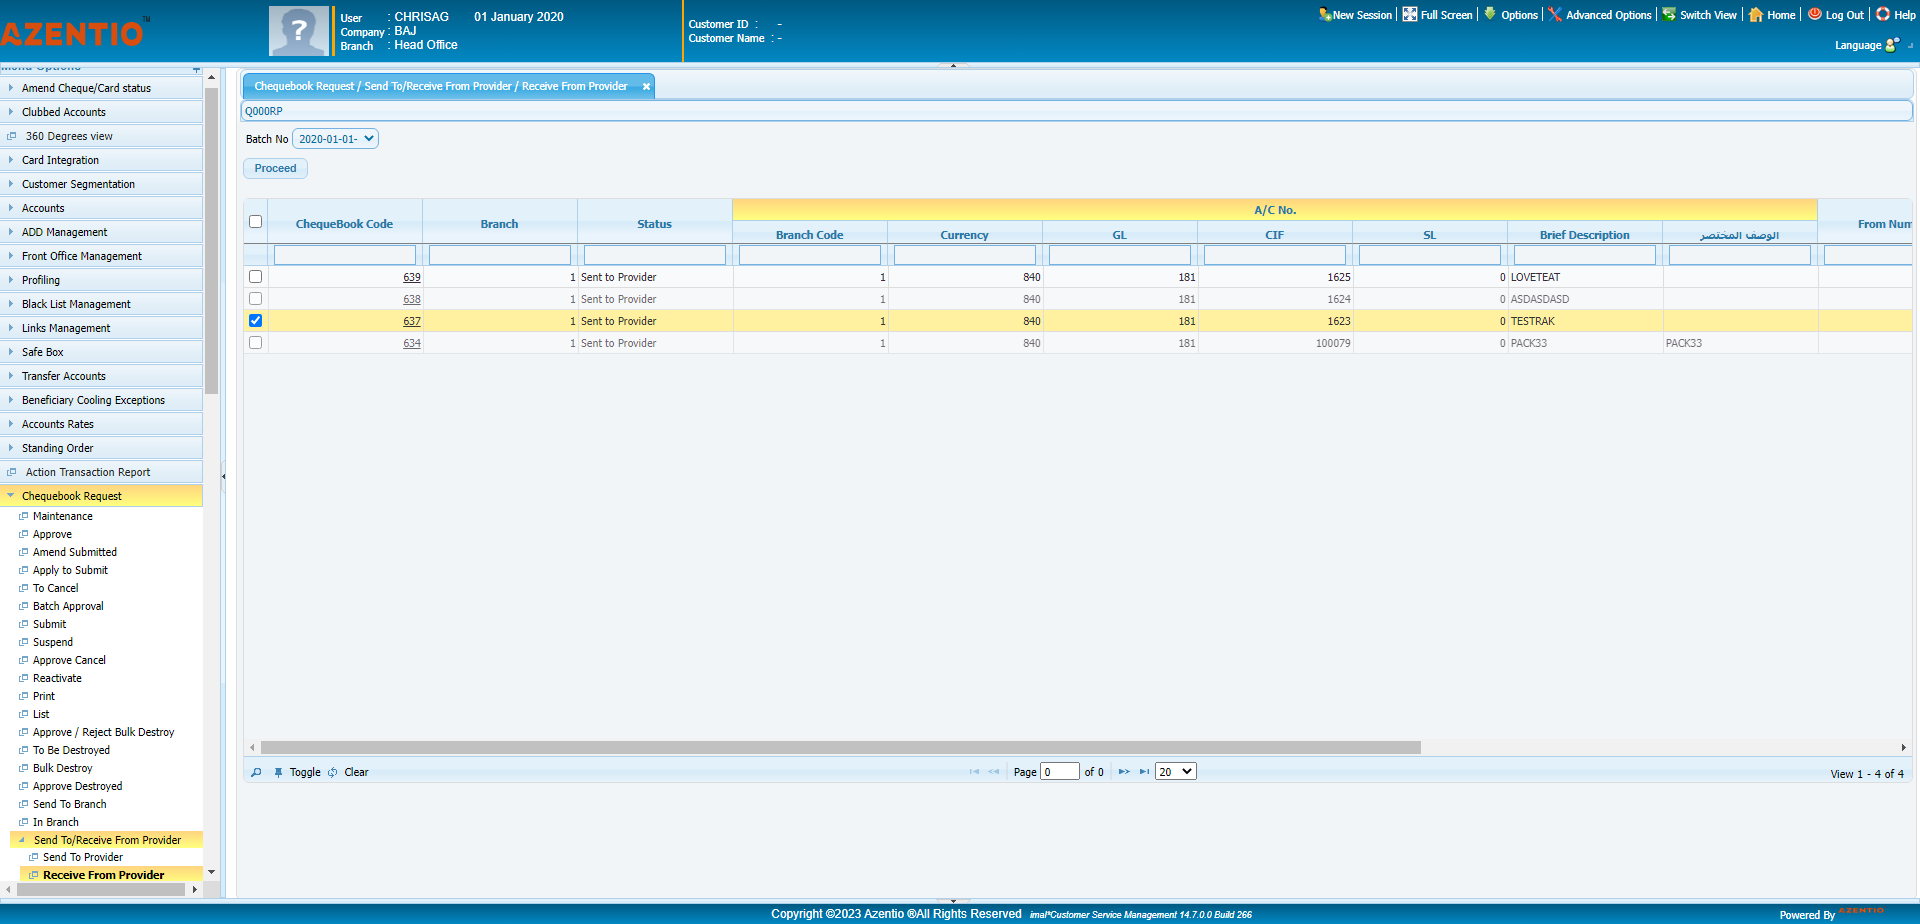 AZENTIO™
User : CHRISAG 01 January 2020
Company : BAJ
Branch : Head Office
Customer ID : -
Customer Name : -
New Session
Full Screen
Options
Advanced Options
Switch View
Home
Log Out
Help
Language
Menu Options
Amend Cheque/Card status
Clubbed Accounts
360 Degrees view
Card Integration
Customer Segmentation
Accounts
ADD Management
Front Office Management
Profiling
Black List Management
Links Management
Safe Box
Transfer Accounts
Beneficiary Cooling Exceptions
Accounts Rates
Standing Order
Action Transaction Report
Chequebook Request
Maintenance
Approve
Amend Submitted
Apply to Submit
To Cancel
Batch Approval
Submit
Suspend
Approve Cancel
Reactivate
Print
List
Approve / Reject Bulk Destroy
To Be Destroyed
Bulk Destroy
Approve Destroyed
Send To Branch
In Branch
Send To/Receive From Provider
Send To Provider
Receive From Provider
Chequebook Request / Send To/Receive From Provider / Receive From Provider
Q000RP
Batch No 2020-01-01-
Proceed
A/C No.
ChequeBook Code Branch Status Branch Code Currency GL CIF SL Brief Description الوصف المختصر From Num
639 1 Sent to Provider 1 840 181 1625 0 LOVETEAT
638 1 Sent to Provider 1 840 181 1624 0 ASDASDASD
637 1 Sent to Provider 1 840 181 1623 0 TESTRAK
634 1 Sent to Provider 1 840 181 100079 0 PACK33 PACK33
Toggle Clear
Page 0 of 0 20
View 1 - 4 of 4
Copyright ©2023 Azentio ®All Rights Reserved imal*Customer Service Management 14.7.0.0 Build 266
Powered By AZENTIO